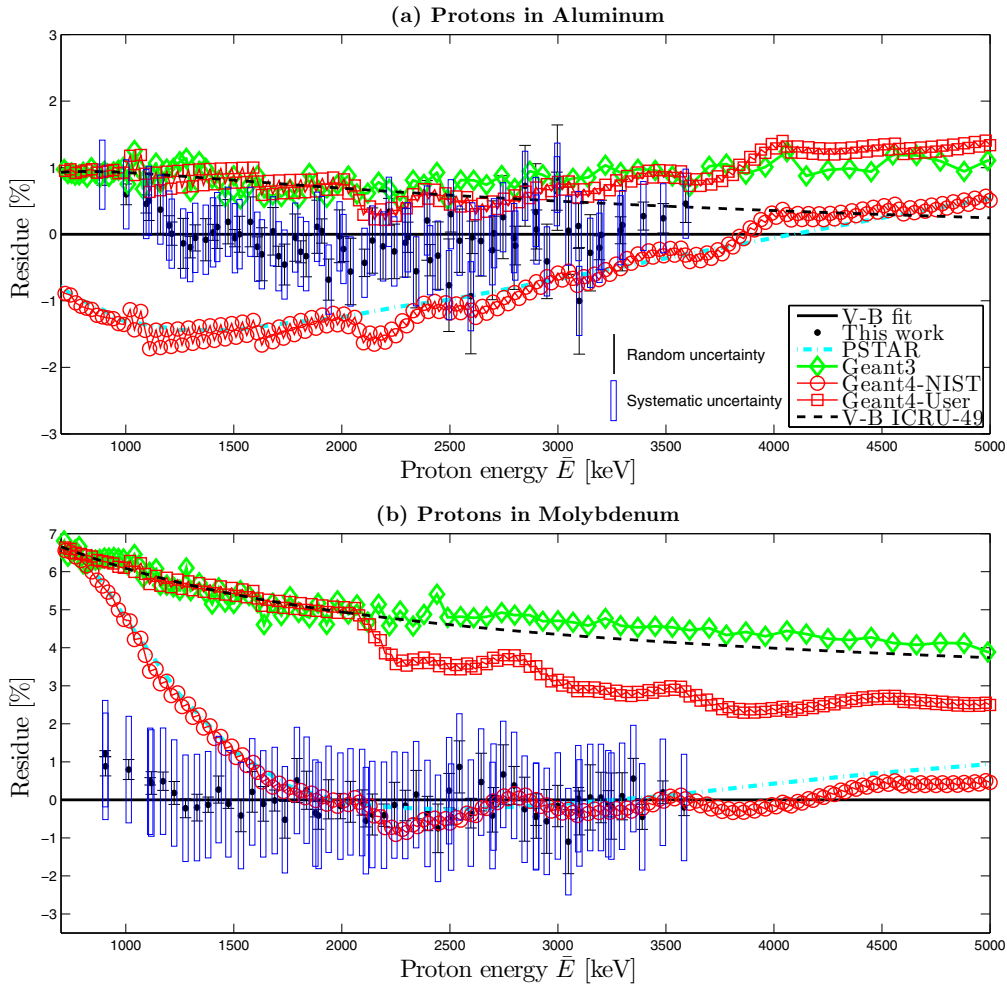 (a) Protons in Aluminum
3
2
1
0
−1
−2
−3
Residue [%]
1000 1500 2000 2500 3000 3500 4000 4500 5000
Proton energy Ē [keV]
Random uncertainty
Systematic uncertainty
V-B fit
This work
PSTAR
Geant3
Geant4-NIST
Geant4-User
V-B ICRU-49
(b) Protons in Molybdenum
7
6
5
4
3
2
1
0
−1
−2
−3
Residue [%]
1000 1500 2000 2500 3000 3500 4000 4500 5000
Proton energy Ē [keV]